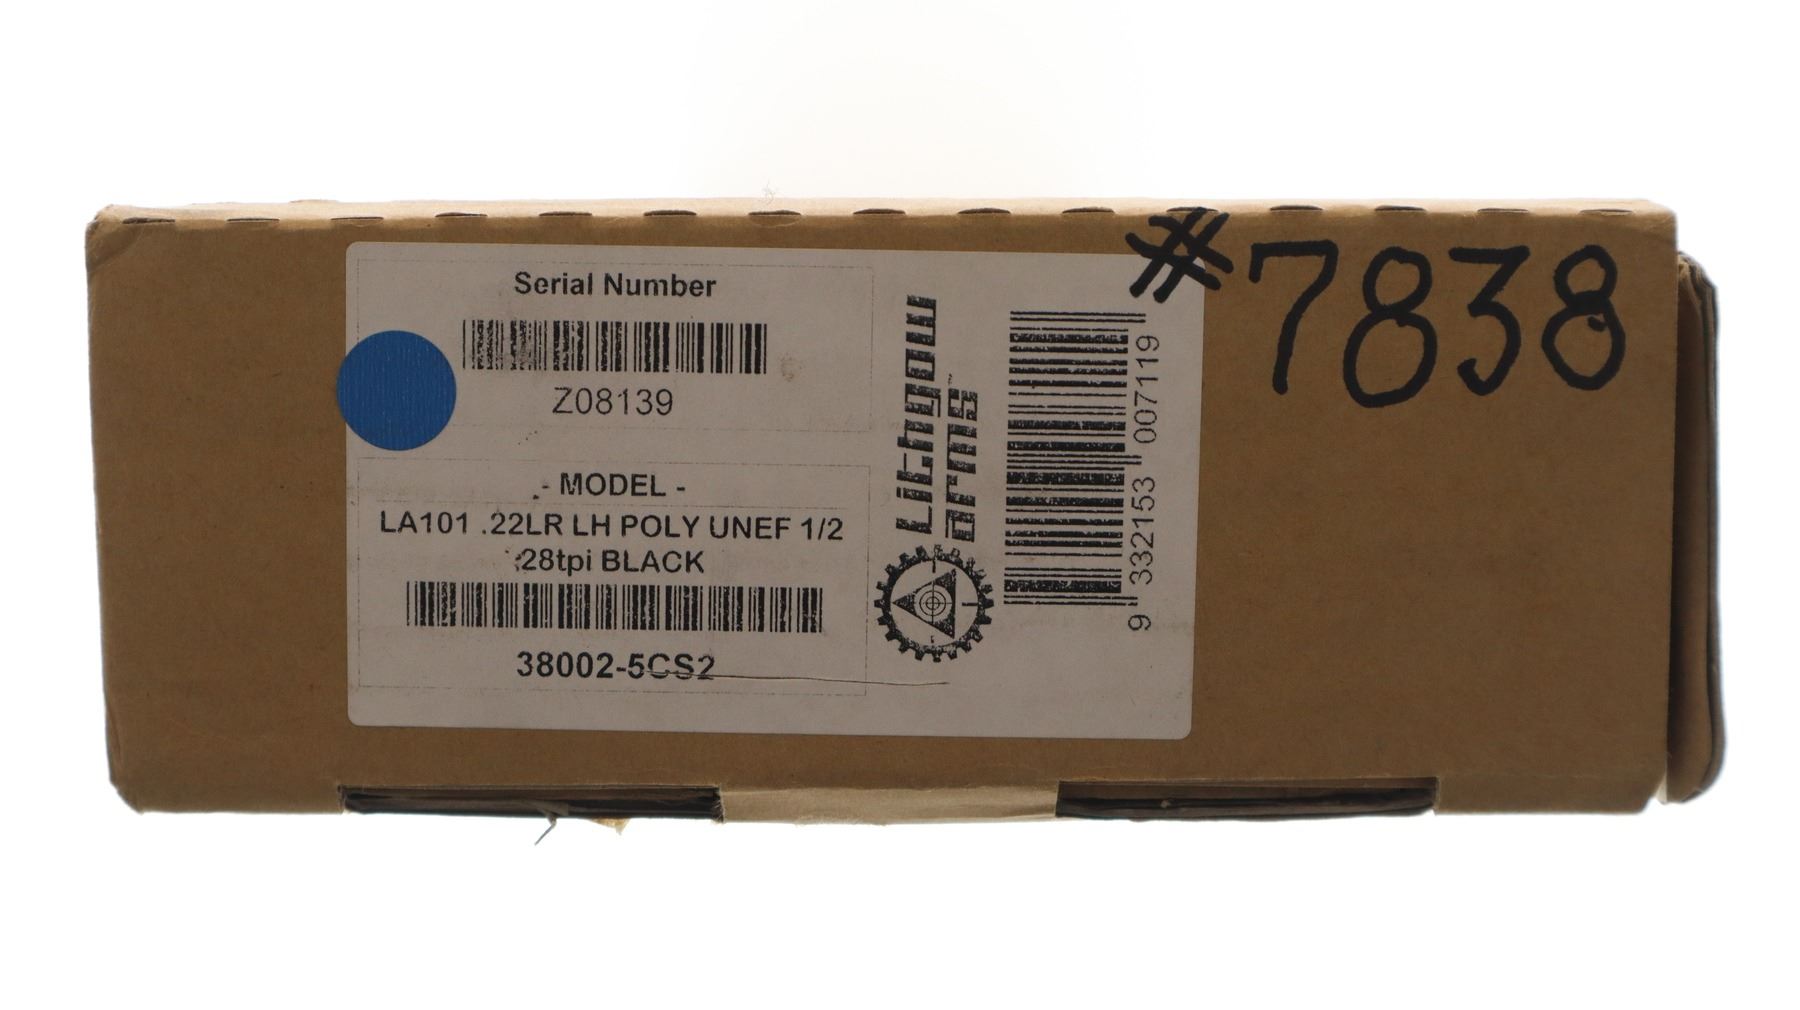 Serial Number
Z08139
- MODEL -
LA101 .22LR LH POLY UNEF 1/2
28tpi BLACK
38002-5CS2
Lithgow
arms
9 332153 007119
#7838